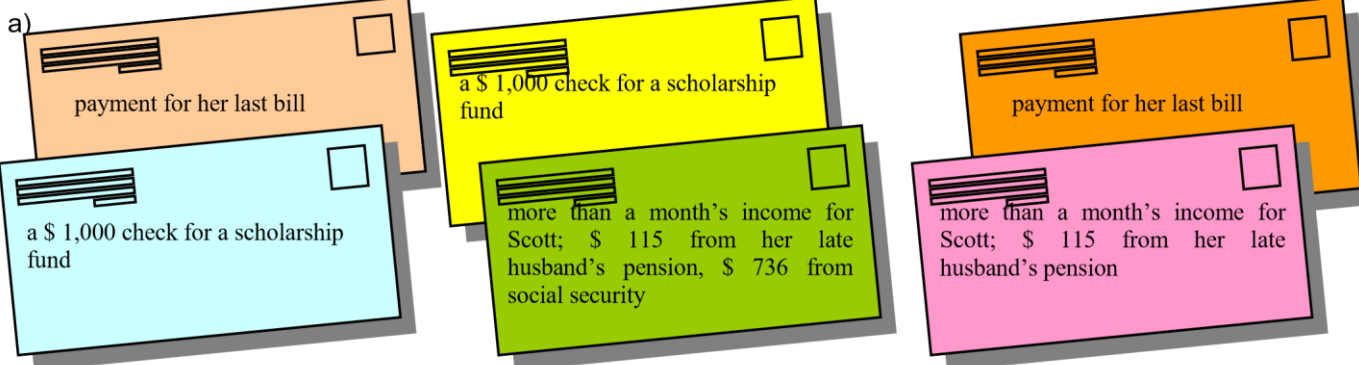 a)
payment for her last bill
a $ 1,000 check for a scholarship
fund
a $ 1,000 check for a scholarship
fund
more than a month's income for
Scott; $ 115 from her late
husband's pension, $ 736 from
social security
payment for her last bill
more than a month's income for
Scott; $ 115 from her late
husband's pension